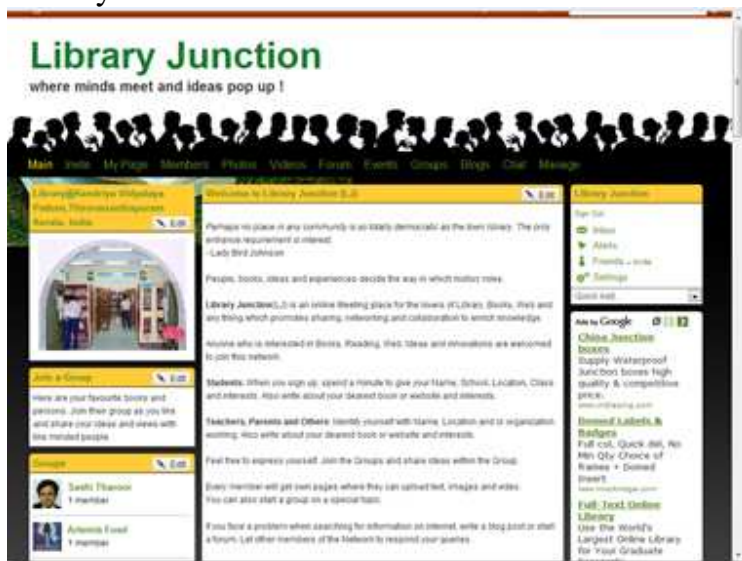 Library Junction
where minds meet and ideas pop up !
Main Invite My Page Members Photos Videos Forum Events Groups Blogs Chat Manage
Library@Kendriya Vidyalaya
Pattom, Thiruvananthapuram
Kerala, India
Edit
Join a Group
Edit
Here are your favourite books and
persons. Join their group as you like
and share your ideas and views with
like minded people
Groups
Edit
Sashi Tharoor
1 member
Artemis Fowl
1 member
Welcome to Library Junction (LJ)
Edit
Perhaps no place in any community is so totally democratic as the town library. The only
entrance requirement is interest.
- Lady Bird Johnson
People, books, ideas and experiences decide the way in which history
Library Junction(LJ) is an online Meeting place for the lovers of Library, Books, Web and
any thing which promotes sharing, networking and collaboration to enrich knowledge.
Anyone who is interested in Books, Reading, Web, Ideas and innovations are welcomed
to join this network.
Students: When you sign up, spend a minute to give your Name, School, Location, Class
and interests. Also write about your dearest book or website and interests.
Teachers, Parents and Others: Identify yourself with Name, Location and or organization
working. Also write about your dearest book or website and interests.
Feel free to express yourself. Join the Groups and share ideas within the Group.
Every member will get own pages where they can upload text, images and video.
You can also start a group on a special topic.
If you face a problem when searching for information on internet, write a blog post or start
a forum. Let other members of the Network to respond your queries.
Library Junction
Sign Out
Inbox
Alerts
Friends – Invite
Settings
Quick Add...
Ads by Google
China Junction
boxes
Supply Waterproof
Junction boxes high
quality & competitive
price.
Domed Labels &
Badges
Full col, Quick del, No
Min Qty Choice of
Frames + Domed
Insert
Full-Text Online
Library
Use the World's
Largest Online Library
for Your Graduate